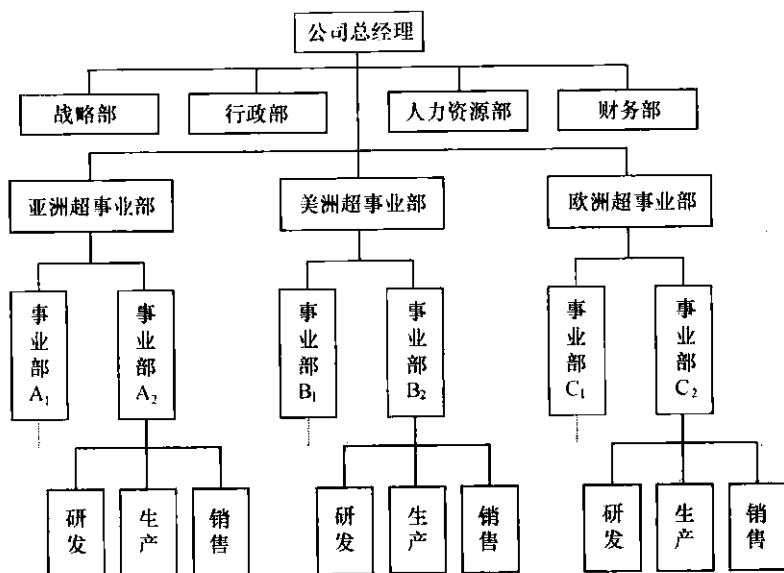 公司总经理
战略部
行政部
人力资源部
财务部
亚洲超事业部
美洲超事业部
欧洲超事业部
事业部A₁
事业部A₂
事业部B₁
事业部B₂
事业部C₁
事业部C₂
研发
生产
销售
研发
生产
销售
研发
生产
销售